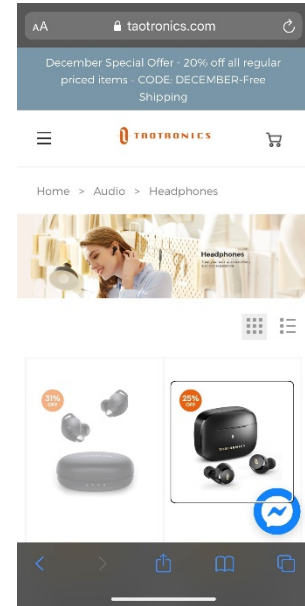 AA taotronics.com
December Special Offer - 20% off all regular
priced items - CODE: DECEMBER-Free
Shipping
TAOTRONICS
Home > Audio > Headphones
Headphones
31%
OFF
25%
OFF
TAOTRONICS